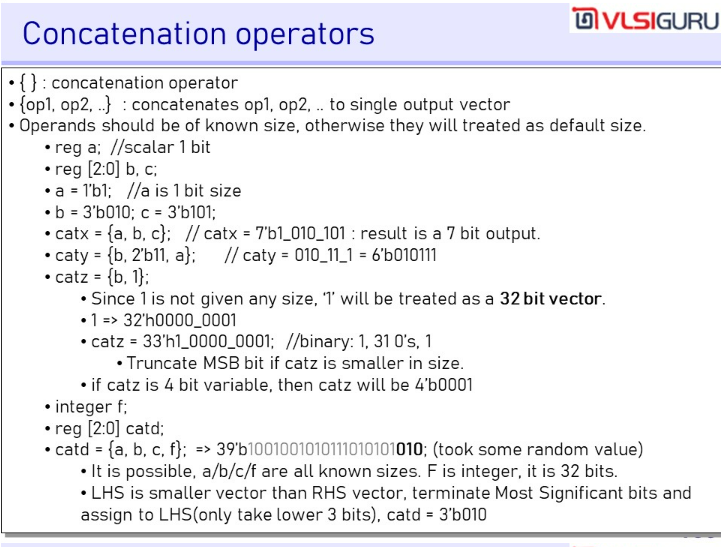 Concatenation operators
VLSIGURU
• { } : concatenation operator
• {op1, op2, ..} : concatenates op1, op2, .. to single output vector
• Operands should be of known size, otherwise they will treated as default size.
• reg a; //scalar 1 bit
• reg [2:0] b, c;
• a = 1'b1; //a is 1 bit size
• b = 3'b010; c = 3'b101;
• catx = {a, b, c}; // catx = 7'b1_010_101 : result is a 7 bit output.
• caty = {b, 2'b11, a}; // caty = 010_11_1 = 6'b010111
• catz = {b, 1};
• Since 1 is not given any size, '1' will be treated as a 32 bit vector.
• 1 => 32'h0000_0001
• catz = 33'h1_0000_0001; //binary: 1, 31 0's, 1
• Truncate MSB bit if catz is smaller in size.
• if catz is 4 bit variable, then catz will be 4'b0001
• integer f;
• reg [2:0] catd;
• catd = {a, b, c, f}; => 39'b1001001010111010101010; (took some random value)
• It is possible, a/b/c/f are all known sizes. F is integer, it is 32 bits.
• LHS is smaller vector than RHS vector, terminate Most Significant bits and
assign to LHS(only take lower 3 bits), catd = 3'b010